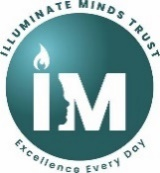 ILLUMINATE MINDS TRUST
IM
Excellence Every Day